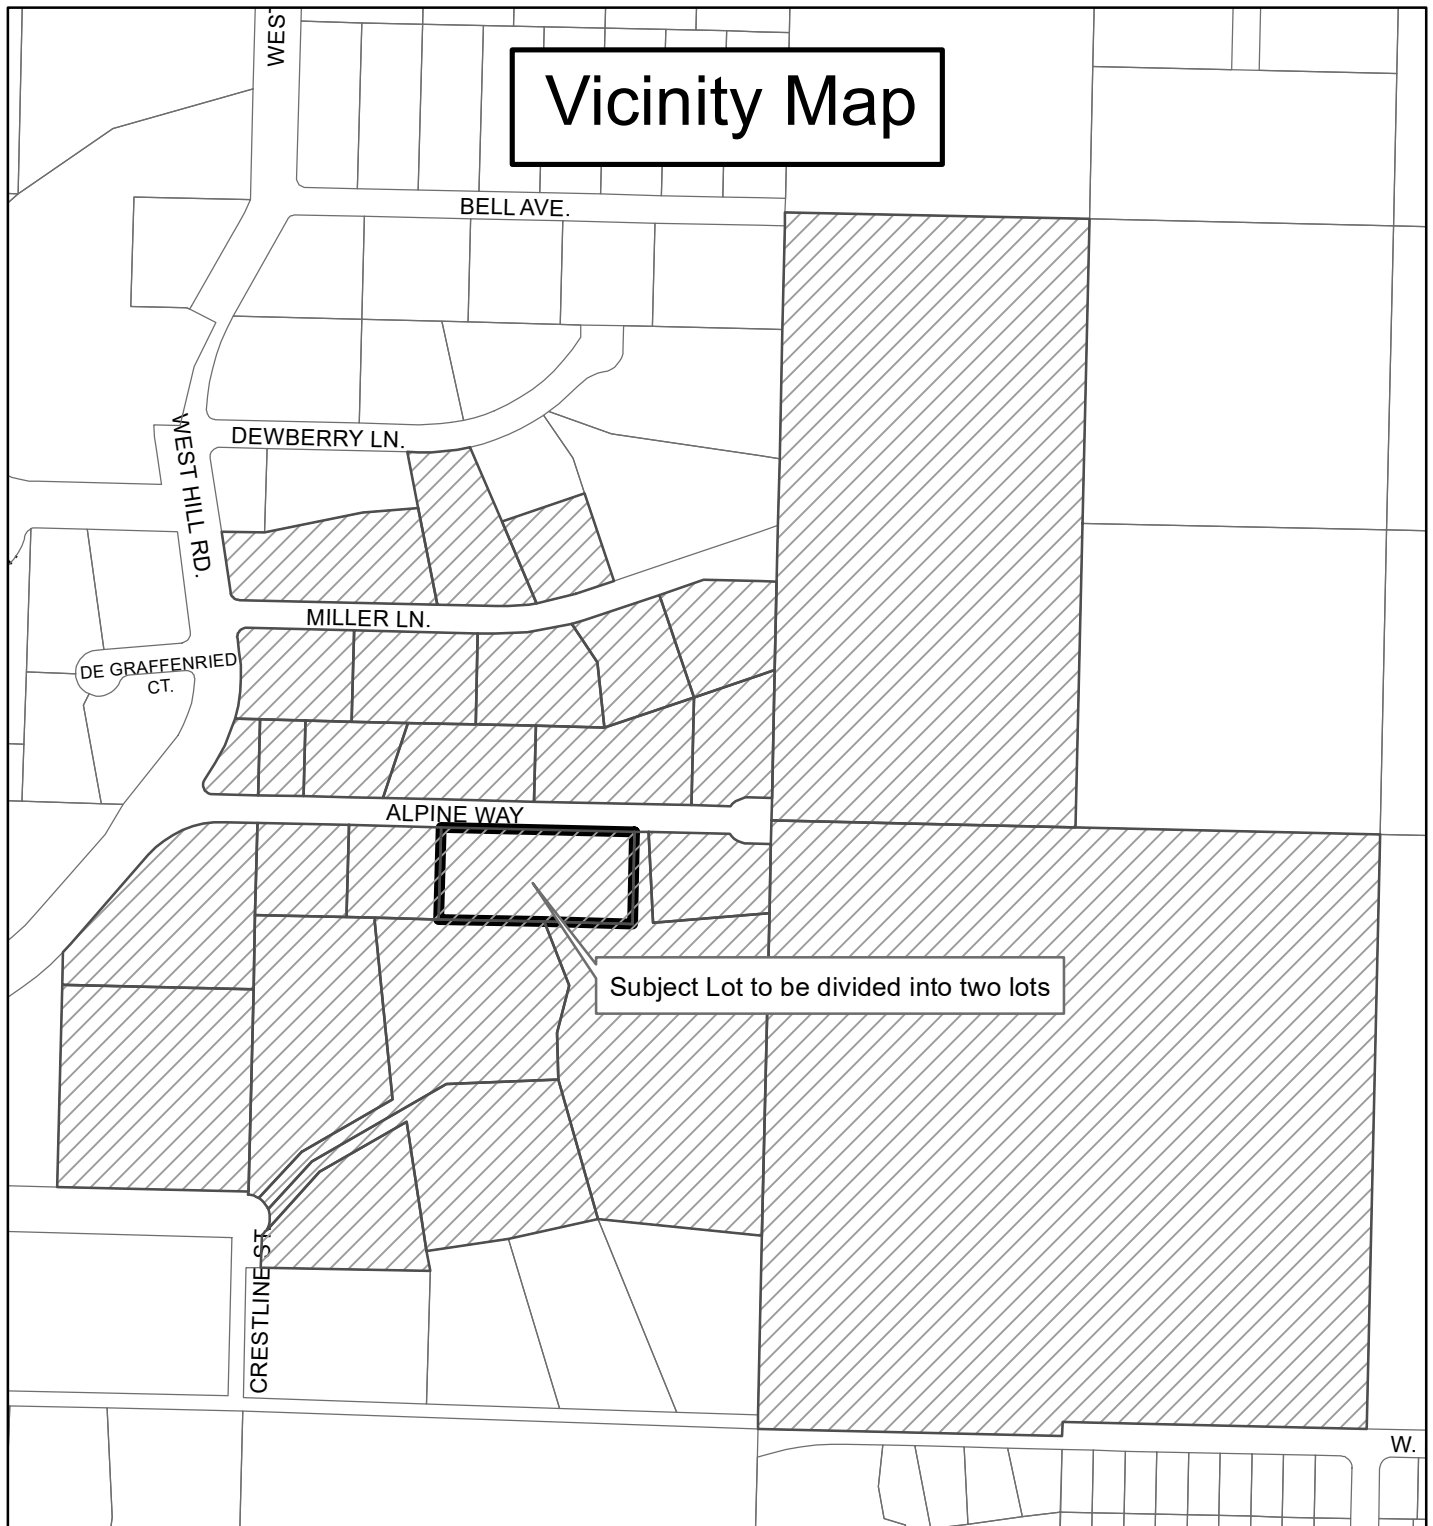 WEST
Vicinity Map
BELL AVE.
DEWBERRY LN.
WEST HILL RD.
MILLER LN.
DE GRAFFENRIED
CT.
ALPINE WAY
Subject Lot to be divided into two lots
CRESTLINE ST.
W.